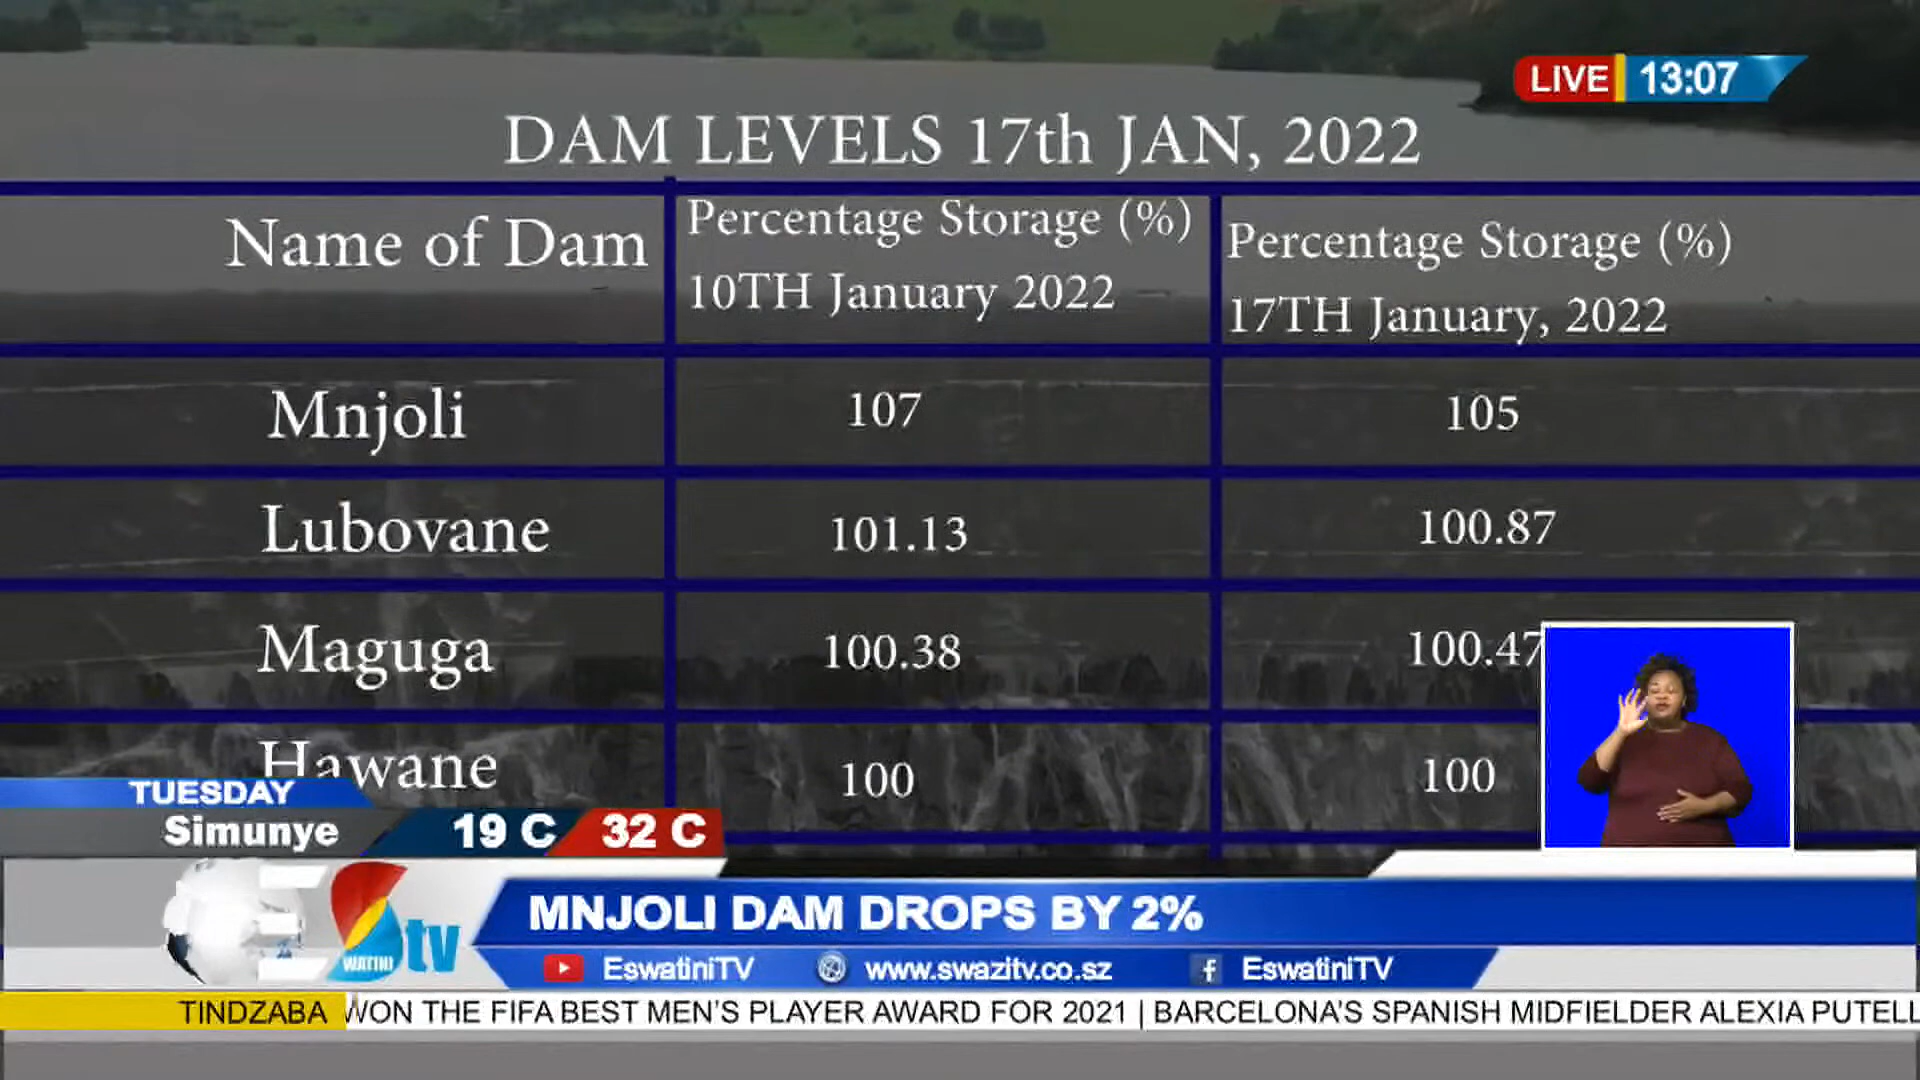 LIVE 13:07
DAM LEVELS 17th JAN, 2022
Name of Dam
Percentage Storage (%)
10TH January 2022
Percentage Storage (%)
17TH January, 2022
Mnjoli 107 105
Lubovane 101.13 100.87
Maguga 100.38 100.47
Hawane 100 100
TUESDAY
Simunye 19 C 32 C
E WATINI tv
MNJOLI DAM DROPS BY 2%
EswatiniTV www.swazitv.co.sz EswatiniTV
TINDZABA WON THE FIFA BEST MEN'S PLAYER AWARD FOR 2021 | BARCELONA'S SPANISH MIDFIELDER ALEXIA PUTELL